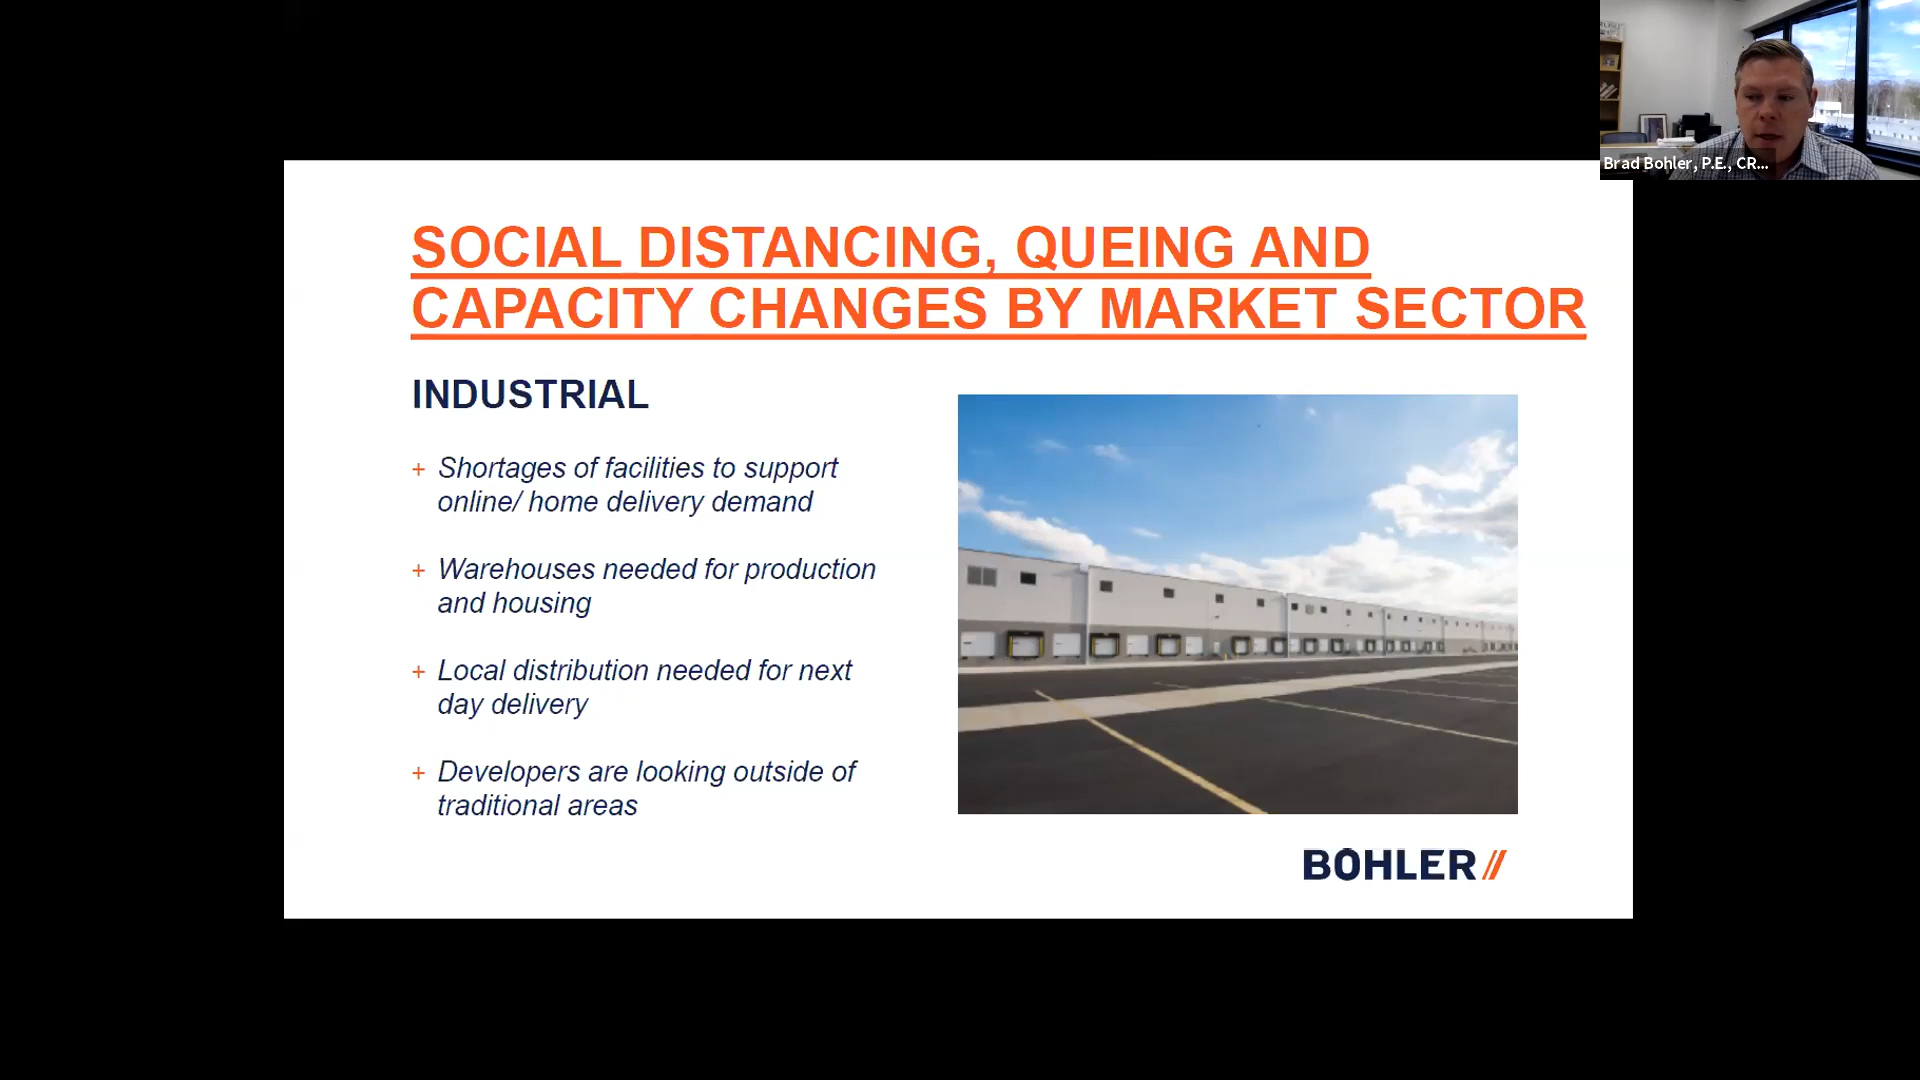 Brad Bohler, P.E., CR...
SOCIAL DISTANCING, QUEING AND
CAPACITY CHANGES BY MARKET SECTOR
INDUSTRIAL
+ Shortages of facilities to support
online/ home delivery demand
+ Warehouses needed for production
and housing
+ Local distribution needed for next
day delivery
+ Developers are looking outside of
traditional areas
BOHLER//